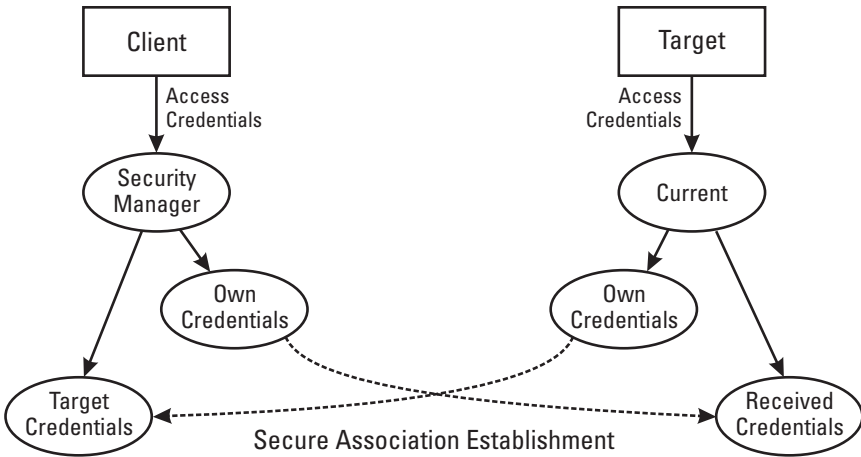 Client
Target
Access
Credentials
Access
Credentials
Security
Manager
Current
Own
Credentials
Own
Credentials
Target
Credentials
Received
Credentials
Secure Association Establishment